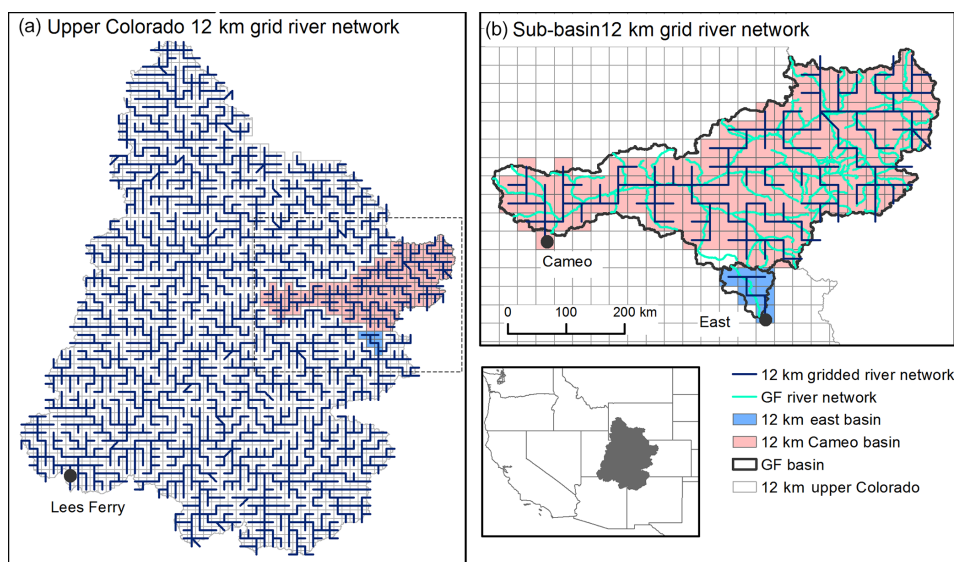 (a) Upper Colorado 12 km grid river network
Lees Ferry
(b) Sub-basin12 km grid river network
Cameo
East
0 100 200 km
12 km gridded river network
GF river network
12 km east basin
12 km Cameo basin
GF basin
12 km upper Colorado